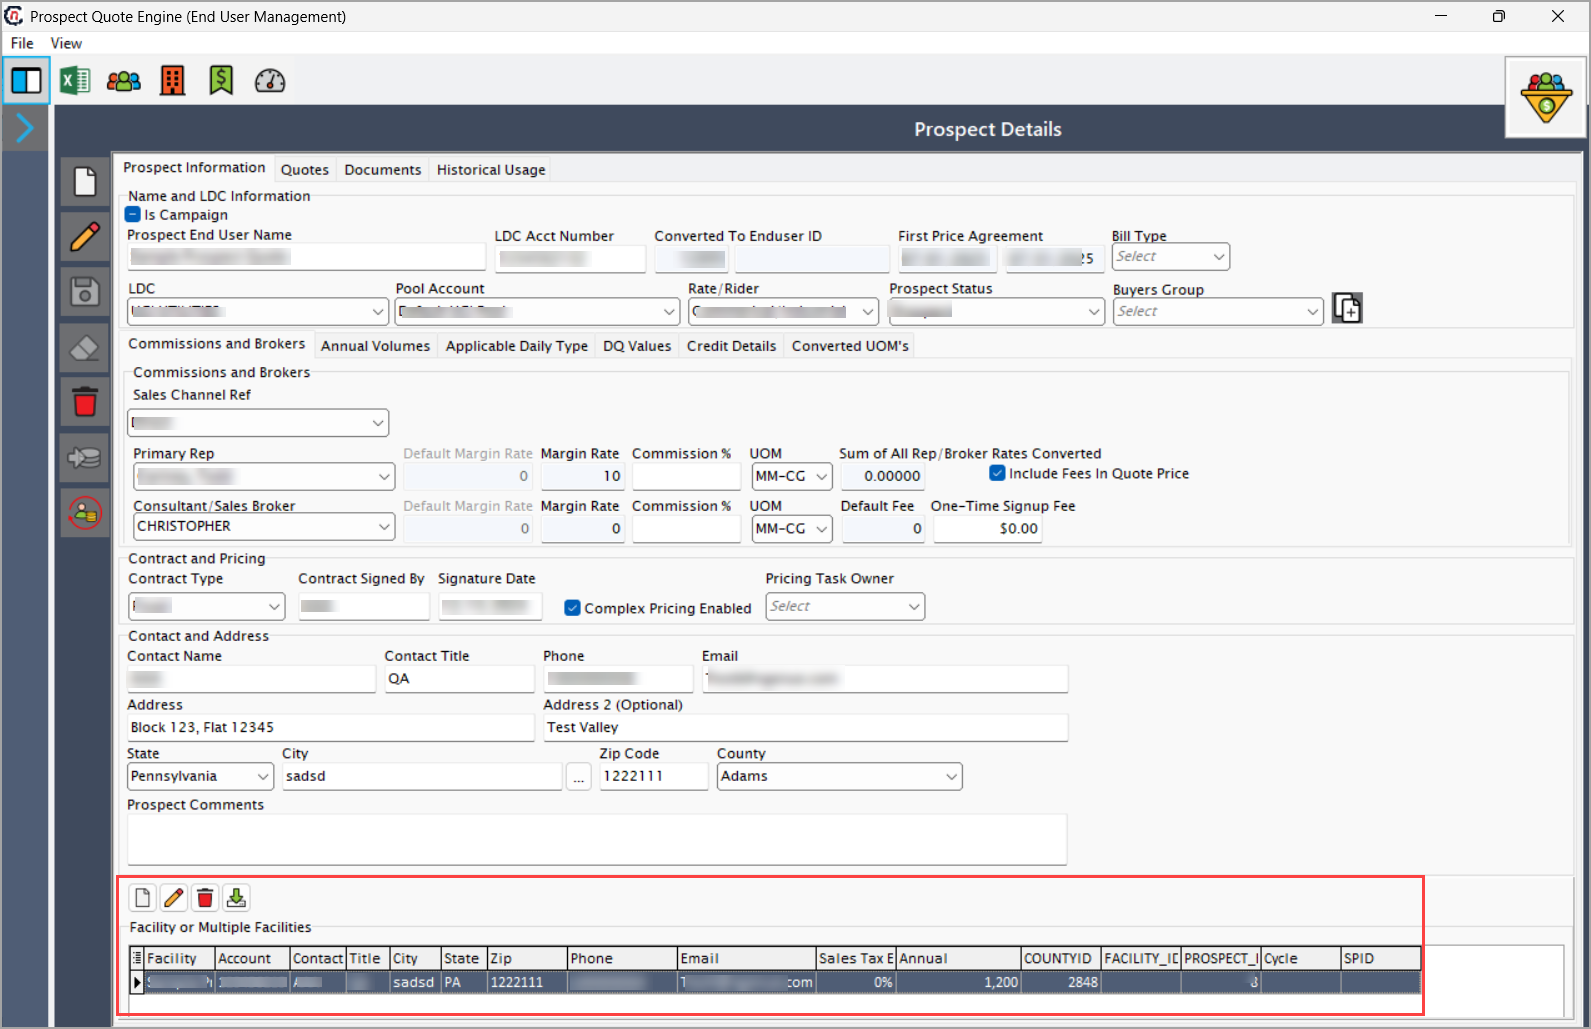 Prospect Quote Engine (End User Management)
File View
Prospect Details
Prospect Information Quotes Documents Historical Usage
Name and LDC Information
Is Campaign
Prospect End User Name LDC Acct Number Converted To Enduser ID First Price Agreement Bill Type
Select
LDC Pool Account Rate/Rider Prospect Status Buyers Group
Select
Commissions and Brokers Annual Volumes Applicable Daily Type DQ Values Credit Details Converted UOM's
Commissions and Brokers
Sales Channel Ref
Primary Rep Default Margin Rate Margin Rate Commission % UOM Sum of All Rep/Broker Rates Converted
0 10 MM-CG 0.00000 Include Fees In Quote Price
Consultant/Sales Broker Default Margin Rate Margin Rate Commission % UOM Default Fee One-Time Signup Fee
CHRISTOPHER 0 0 MM-CG 0 $0.00
Contract and Pricing
Contract Type Contract Signed By Signature Date Pricing Task Owner
Complex Pricing Enabled Select
Contact and Address
Contact Name Contact Title Phone Email
QA
Address Address 2 (Optional)
Block 123, Flat 12345 Test Valley
State City Zip Code County
Pennsylvania sadsd ... 1222111 Adams
Prospect Comments
Facility or Multiple Facilities
Facility Account Contact Title City State Zip Phone Email Sales Tax E Annual COUNTYID FACILITY_ID PROSPECT_I Cycle SPID
sadsd PA 1222111 com 0% 1,200 2848